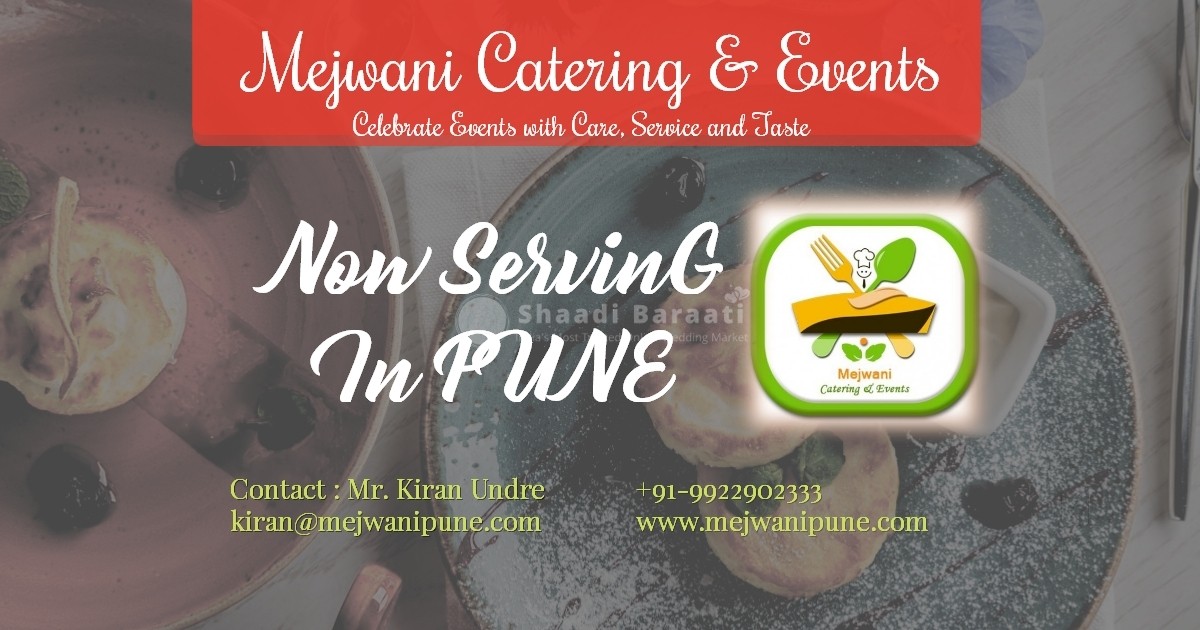 Mejwani Catering & Events
Celebrate Events with Care, Service and Taste
Now ServinG
In PUNE
Shaadi Baraati
Mejwani
Catering & Events
Contact : Mr. Kiran Undre
+91-9922902333
kiran@mejwanipune.com
www.mejwanipune.com